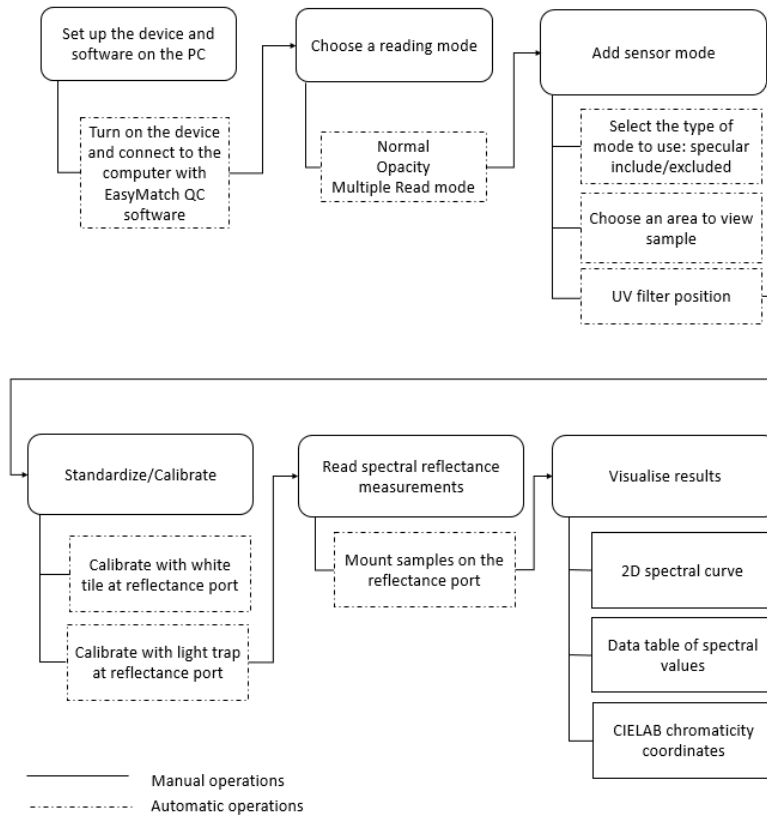 Set up the device and
software on the PC
Turn on the device
and connect to the
computer with
EasyMatch QC
software
Choose a reading mode
Normal
Opacity
Multiple Read mode
Add sensor mode
Select the type of
mode to use: specular
include/excluded
Choose an area to view
sample
UV filter position
Standardize/Calibrate
Calibrate with white
tile at reflectance port
Calibrate with light trap
at reflectance port
Read spectral reflectance
measurements
Mount samples on the
reflectance port
Visualise results
2D spectral curve
Data table of spectral
values
CIELAB chromaticity
coordinates
Manual operations
Automatic operations